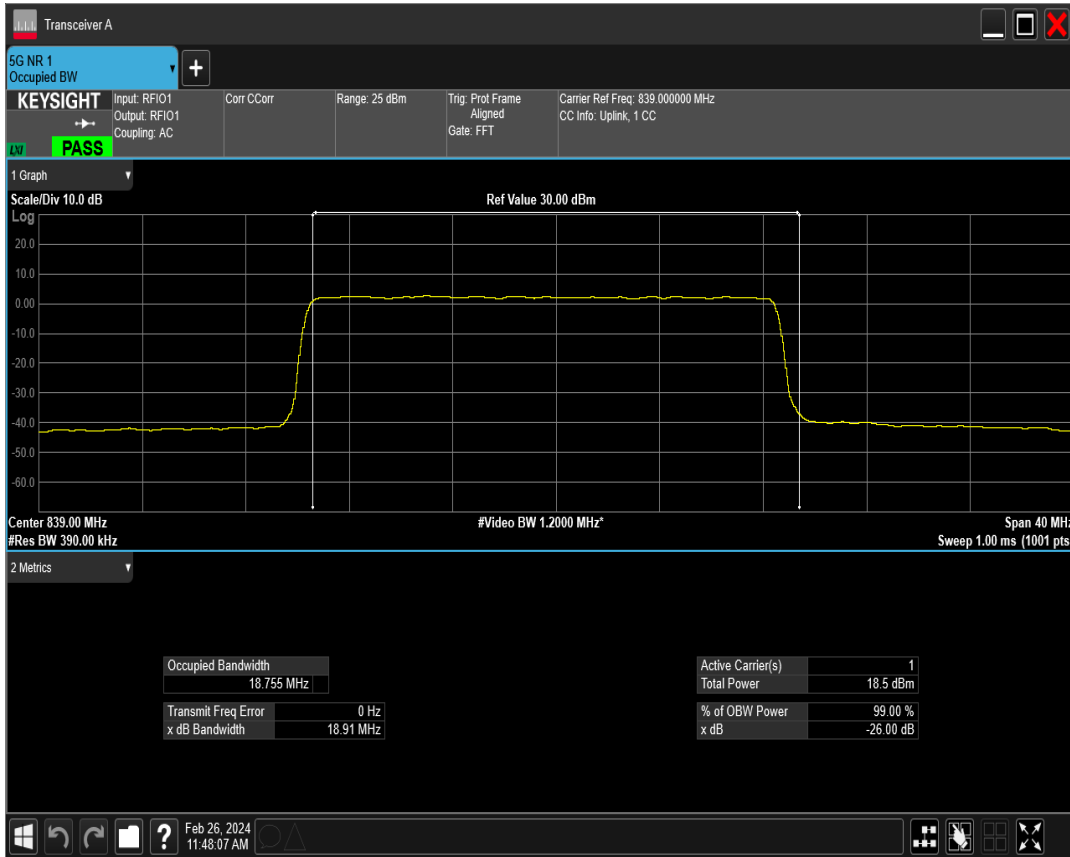 Transceiver A
5G NR 1
Occupied BW
KEYSIGHT
LXI
PASS
Input: RFIO1
Output: RFIO1
Coupling: AC
Corr CCorr
Range: 25 dBm
Trig: Prot Frame
Aligned
Gate: FFT
Carrier Ref Freq: 839.000000 MHz
CC Info: Uplink, 1 CC
1 Graph
Scale/Div 10.0 dB
Ref Value 30.00 dBm
Log
20.0
10.0
0.00
-10.0
-20.0
-30.0
-40.0
-50.0
-60.0
Center 839.00 MHz
#Video BW 1.2000 MHz*
Span 40 MHz
#Res BW 390.00 kHz
Sweep 1.00 ms (1001 pts
2 Metrics
Occupied Bandwidth
18.755 MHz
Transmit Freq Error 0 Hz
x dB Bandwidth 18.91 MHz
Active Carrier(s) 1
Total Power 18.5 dBm
% of OBW Power 99.00 %
x dB -26.00 dB
?
Feb 26, 2024
11:48:07 AM